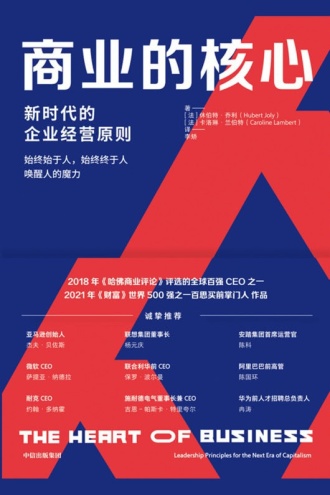 商业的核心
新时代的
企业经营原则
始终始于人，始终终于人
唤醒人的魔力
著
［法］休伯特·乔利（Hubert Joly）
［法］卡洛琳·兰伯特（Caroline Lambert）
译
李娇
2018 年《哈佛商业评论》评选的全球百强 CEO 之一
2021 年《财富》世界 500 强之一百思买前掌门人 作品
诚挚推荐
亚马逊创始人
杰夫·贝佐斯
联想集团董事长
杨元庆
安踏集团首席运营官
陈科
微软 CEO
萨提亚·纳德拉
联合利华前 CEO
保罗·波尔曼
阿里巴巴前高管
陈国环
耐克 CEO
约翰·多纳霍
施耐德电气董事长兼 CEO
吉恩·帕斯卡·特里夸尔
华为前人才招聘总负责人
冉涛
THE HEART OF BUSINESS
中信出版集团
Leadership Principles for the Next Era of Capitalism